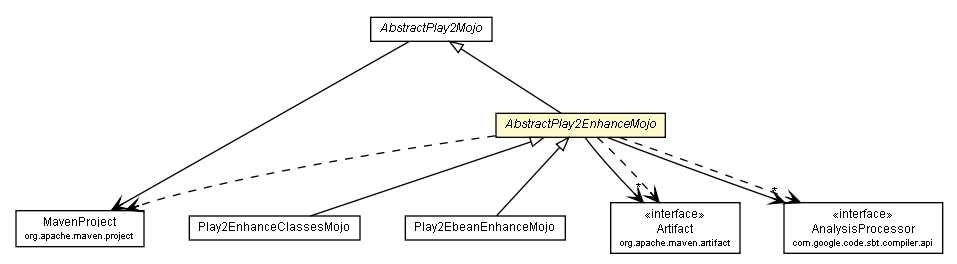 AbstractPlay2Mojo
AbstractPlay2EnhanceMojo
*
*
MavenProject
org.apache.maven.project
Play2EnhanceClassesMojo
Play2EbeanEnhanceMojo
«interface»
Artifact
org.apache.maven.artifact
«interface»
AnalysisProcessor
com.google.code.sbt.compiler.api